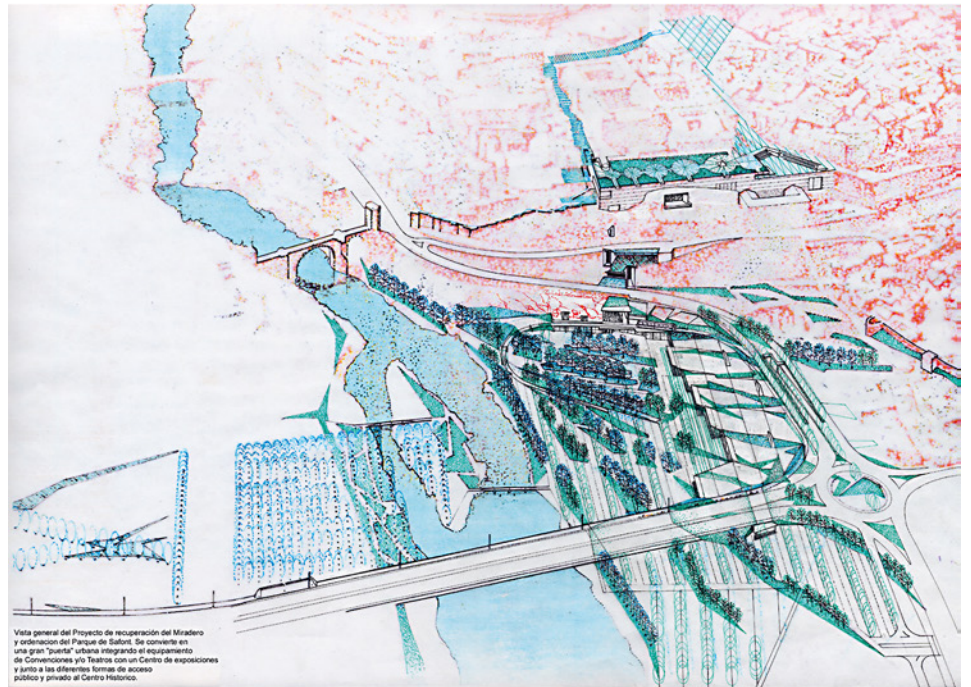 Vista general del Proyecto de recuperación del Miradero
y ordenacion del Parque de Safont. Se convierte en
una gran "puerta" urbana integrando el equipamiento
de Convenciones y/o Teatros con un Centro de exposiciones
y junto a las diferentes formas de acceso
público y privado al Centro Historico.